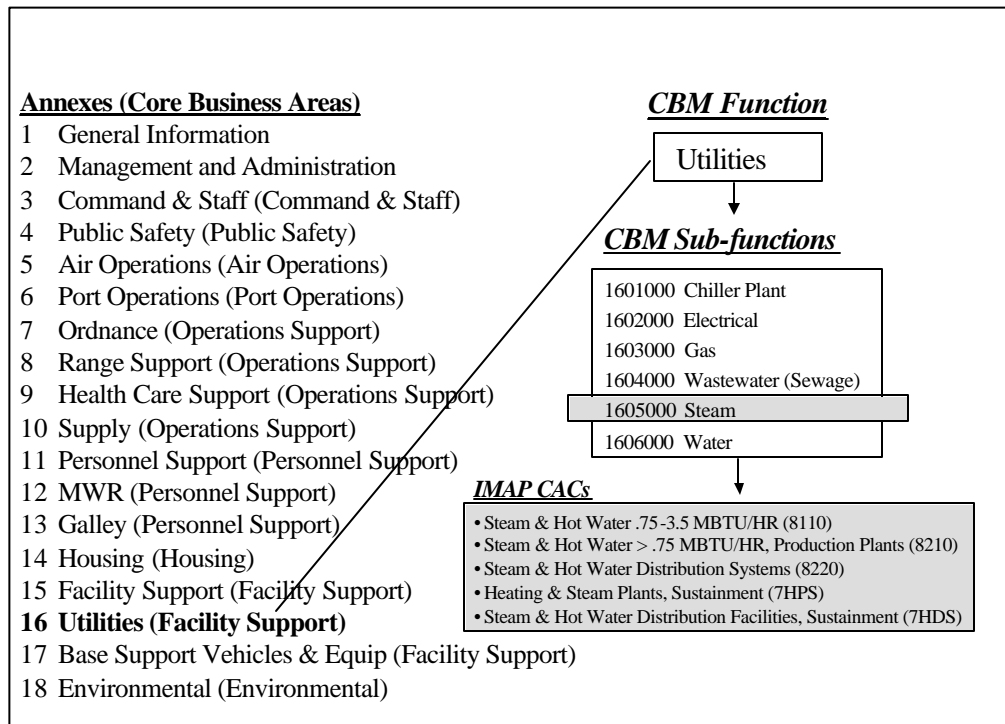 Annexes (Core Business Areas)
1 General Information
2 Management and Administration
3 Command & Staff (Command & Staff)
4 Public Safety (Public Safety)
5 Air Operations (Air Operations)
6 Port Operations (Port Operations)
7 Ordnance (Operations Support)
8 Range Support (Operations Support)
9 Health Care Support (Operations Support)
10 Supply (Operations Support)
11 Personnel Support (Personnel Support)
12 MWR (Personnel Support)
13 Galley (Personnel Support)
14 Housing (Housing)
15 Facility Support (Facility Support)
16 Utilities (Facility Support)
17 Base Support Vehicles & Equip (Facility Support)
18 Environmental (Environmental)
CBM Function
Utilities
CBM Sub-functions
1601000 Chiller Plant
1602000 Electrical
1603000 Gas
1604000 Wastewater (Sewage)
1605000 Steam
1606000 Water
IMAP CACs
• Steam & Hot Water .75-3.5 MBTU/HR (8110)
• Steam & Hot Water > .75 MBTU/HR, Production Plants (8210)
• Steam & Hot Water Distribution Systems (8220)
• Heating & Steam Plants, Sustainment (7HPS)
• Steam & Hot Water Distribution Facilities, Sustainment (7HDS)